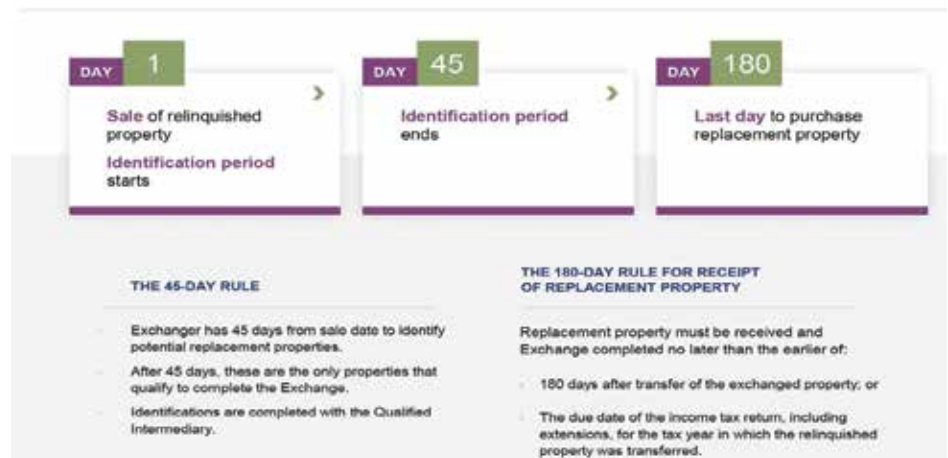 DAY 1
Sale of relinquished
property
Identification period
starts
DAY 45
Identification period
ends
DAY 180
Last day to purchase
replacement property
THE 45-DAY RULE
Exchanger has 45 days from sale date to identify
potential replacement properties.
After 45 days, these are the only properties that
qualify to complete the Exchange.
Identifications are completed with the Qualified
Intermediary.
THE 180-DAY RULE FOR RECEIPT
OF REPLACEMENT PROPERTY
Replacement property must be received and
Exchange completed no later than the earlier of:
180 days after transfer of the exchanged property; or
The due date of the income tax return, including
extensions, for the tax year in which the relinquished
property was transferred.